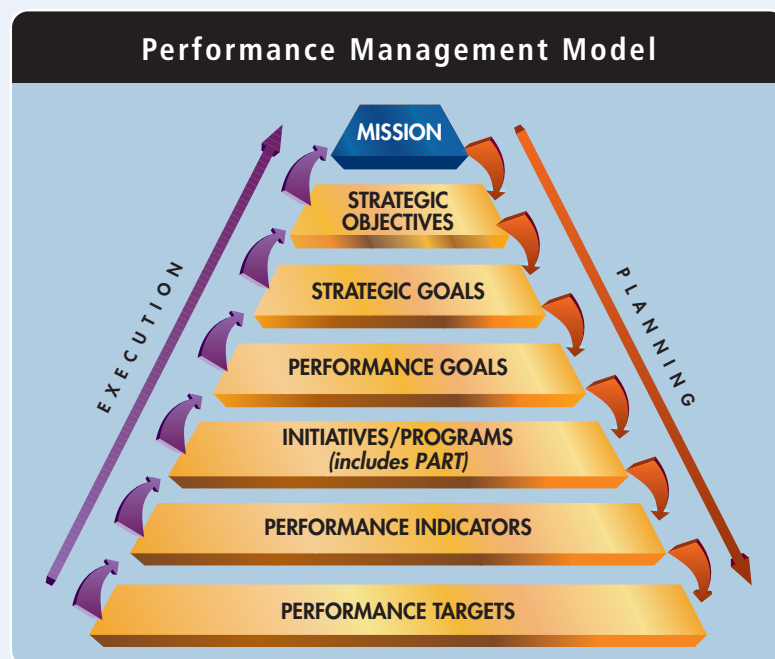 Performance Management Model
MISSION
STRATEGIC
OBJECTIVES
STRATEGIC GOALS
PERFORMANCE GOALS
INITIATIVES/PROGRAMS
(includes PART)
PERFORMANCE INDICATORS
PERFORMANCE TARGETS
EXECUTION
PLANNING